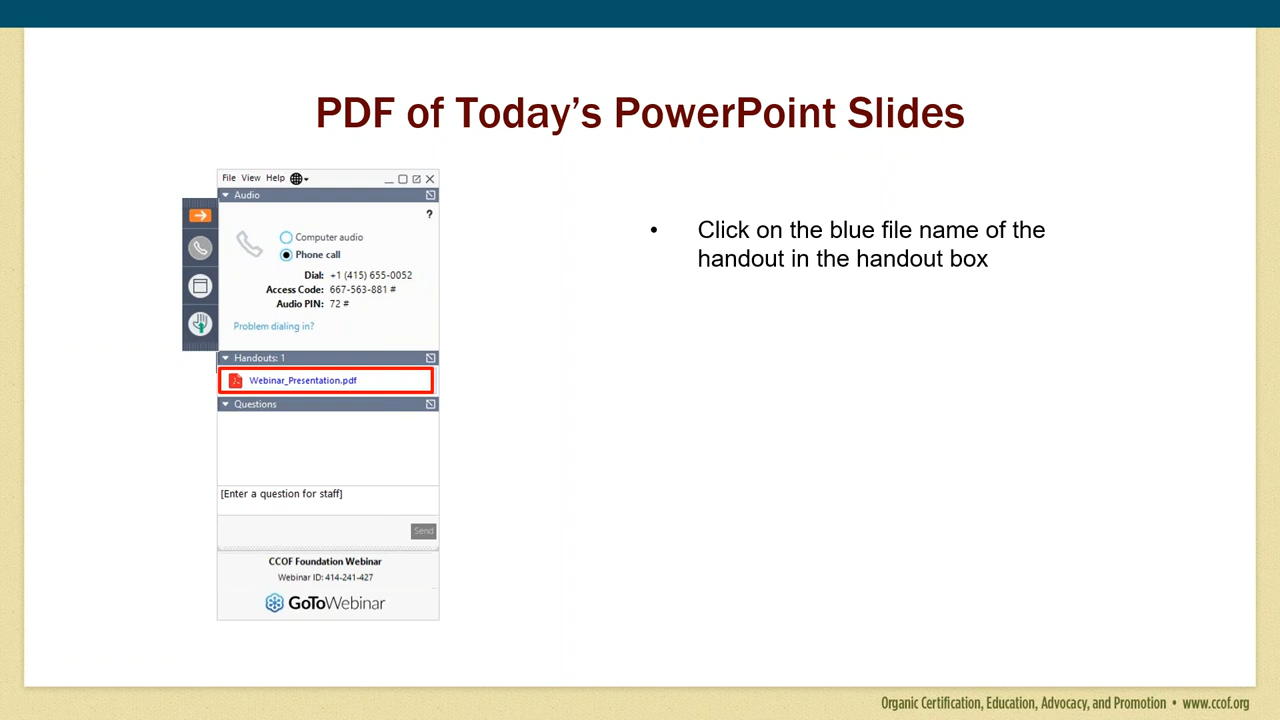 PDF of Today’s PowerPoint Slides
File View Help
Audio
?
Computer audio
Phone call
Dial: +1 (415) 655-0052
Access Code: 667-563-881 #
Audio PIN: 72 #
Problem dialing in?
Handouts: 1
Webinar_Presentation.pdf
Questions
[Enter a question for staff]
Send
CCOF Foundation Webinar
Webinar ID: 414-241-427
GoToWebinar
• Click on the blue file name of the
handout in the handout box
Organic Certification, Education, Advocacy, and Promotion • www.ccof.org